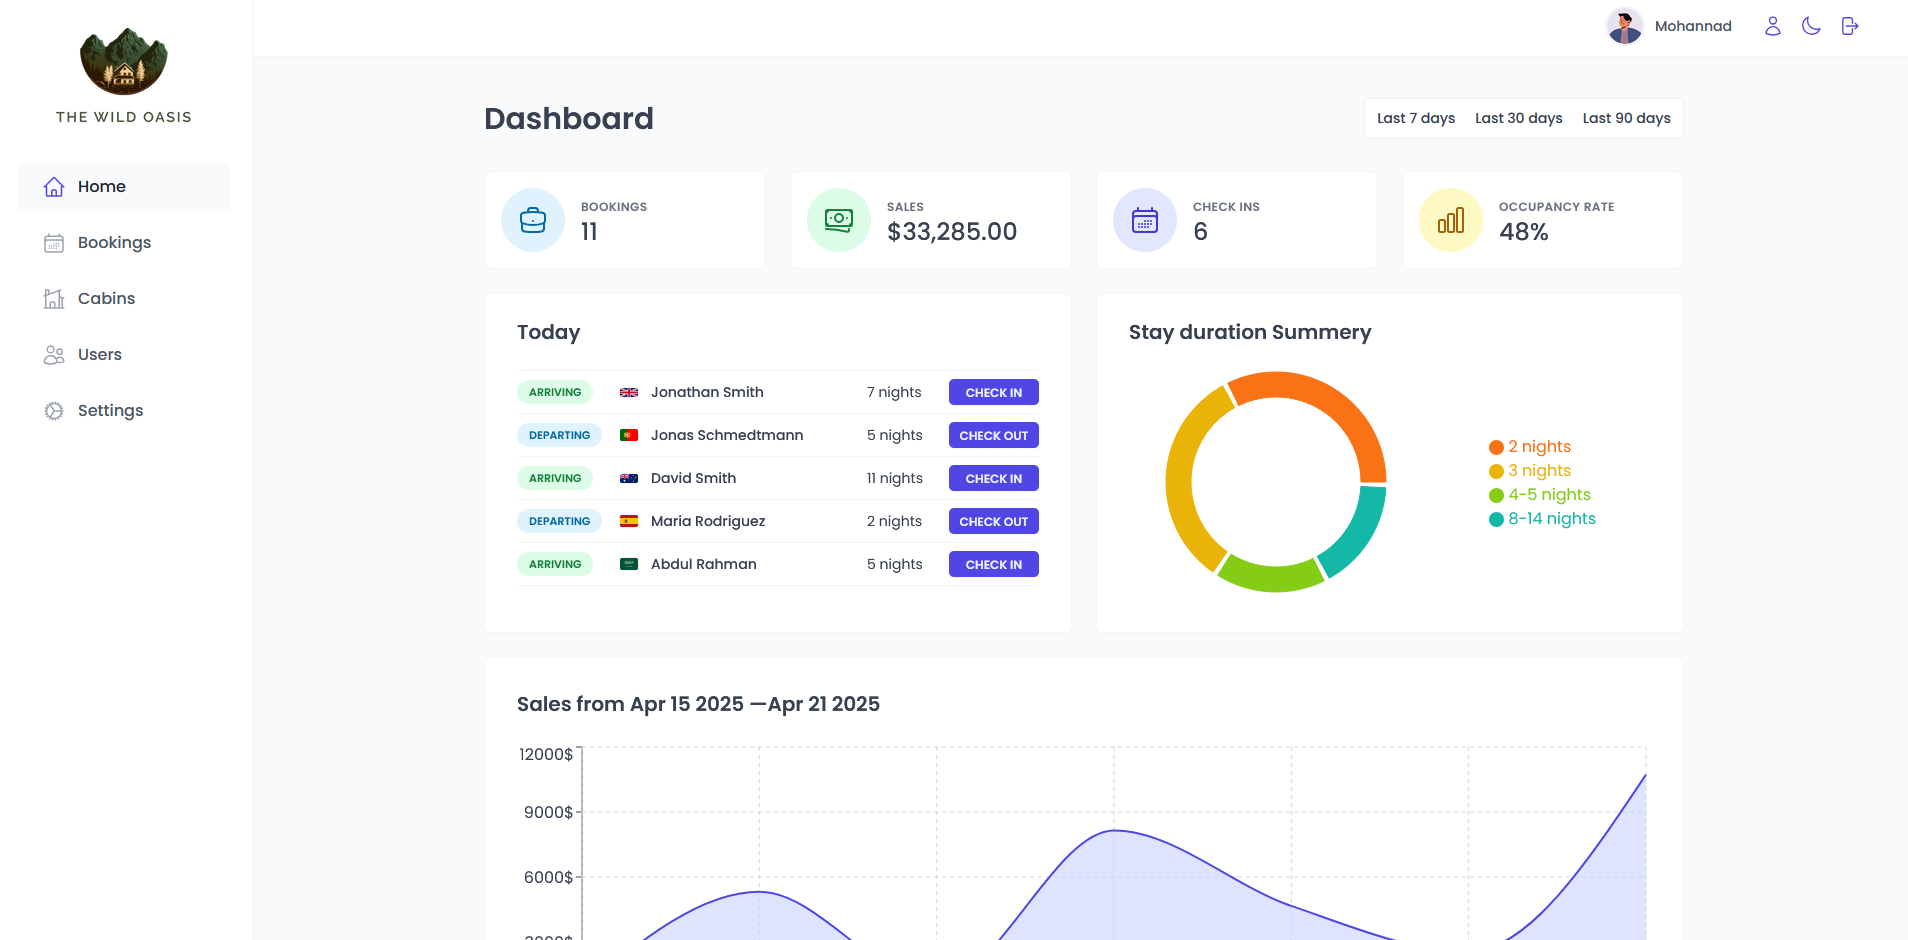 THE WILD OASIS
Home
Bookings
Cabins
Users
Settings
Mohannad
Dashboard
Last 7 days Last 30 days Last 90 days
BOOKINGS
11
SALES
$33,285.00
CHECK INS
6
OCCUPANCY RATE
48%
Today
ARRIVING Jonathan Smith 7 nights CHECK IN
DEPARTING Jonas Schmedtmann 5 nights CHECK OUT
ARRIVING David Smith 11 nights CHECK IN
DEPARTING Maria Rodriguez 2 nights CHECK OUT
ARRIVING Abdul Rahman 5 nights CHECK IN
Stay duration Summery
2 nights
3 nights
4-5 nights
8-14 nights
Sales from Apr 15 2025 —Apr 21 2025
12000$
9000$
6000$